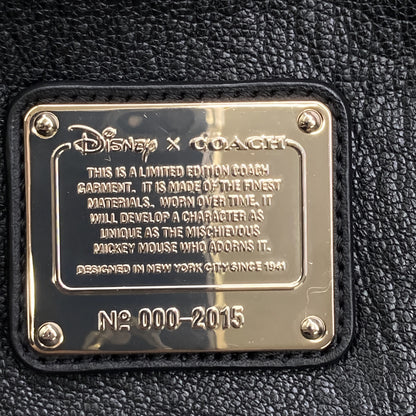 Disney X COACH
THIS IS A LIMITED EDITION COACH
GARMENT. IT IS MADE OF THE FINEST
MATERIALS. WORN OVER TIME, IT
WILL DEVELOP A CHARACTER AS
UNIQUE AS THE MISCHIEVOUS
MICKEY MOUSE WHO ADORNS IT.
DESIGNED IN NEW YORK CITY SINCE 1941
Nº 000-2015